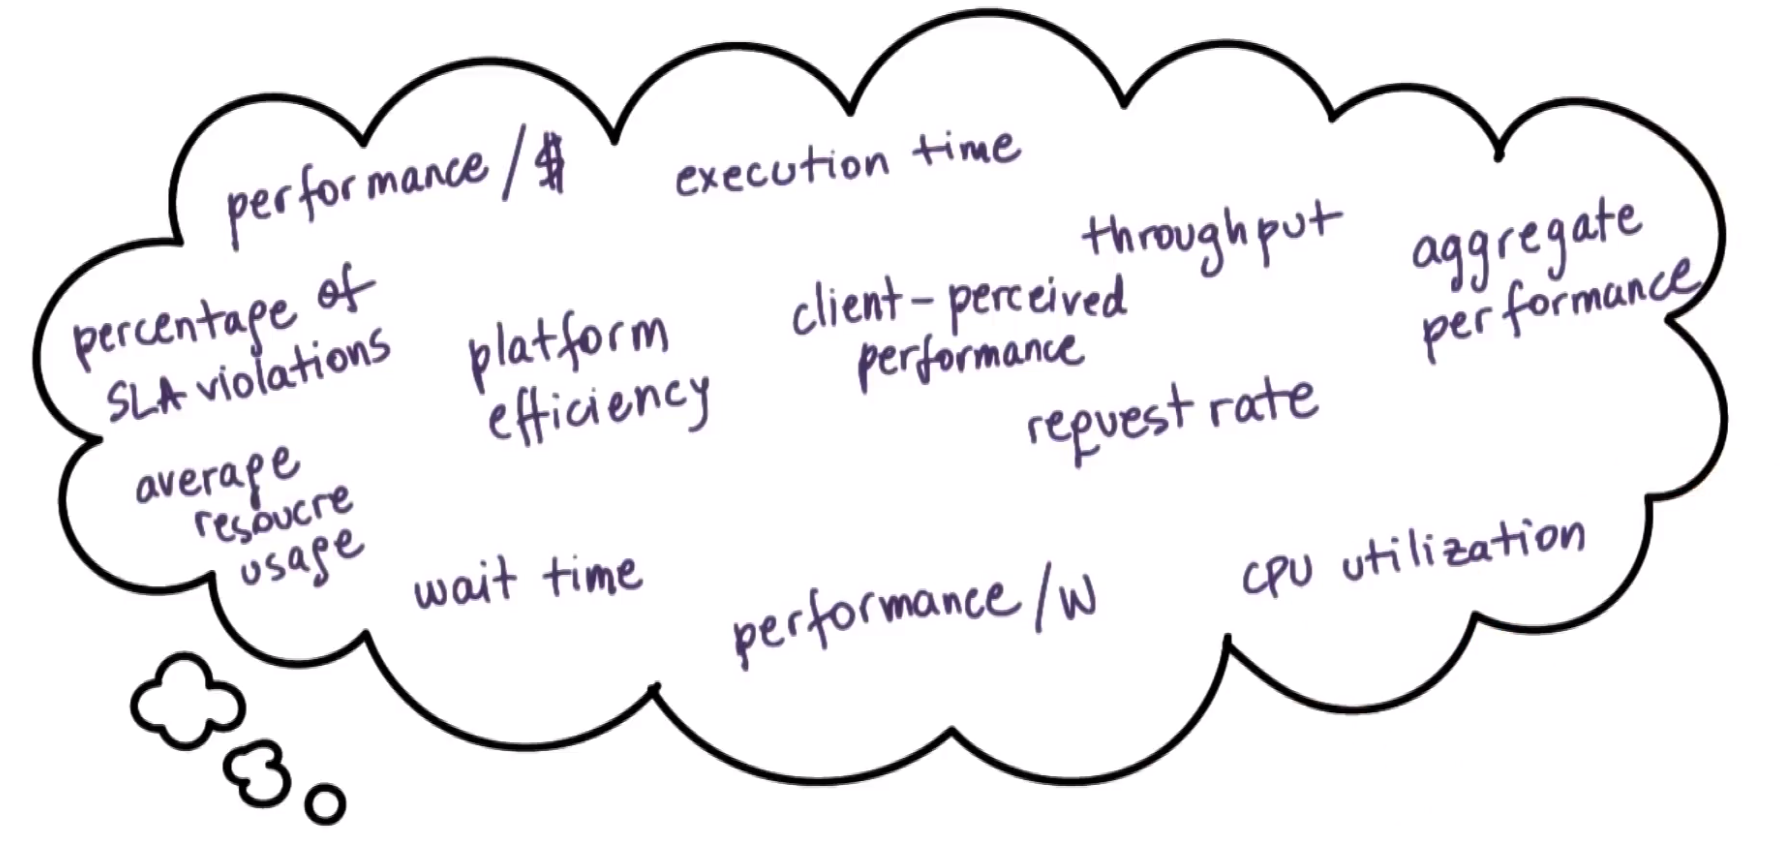 performance/$
execution time
throughput
aggregate
performance
percentage of
SLA violations
platform
efficiency
client-perceived
performance
request rate
average
resoucre
usage
wait time
performance/W
CPU utilization